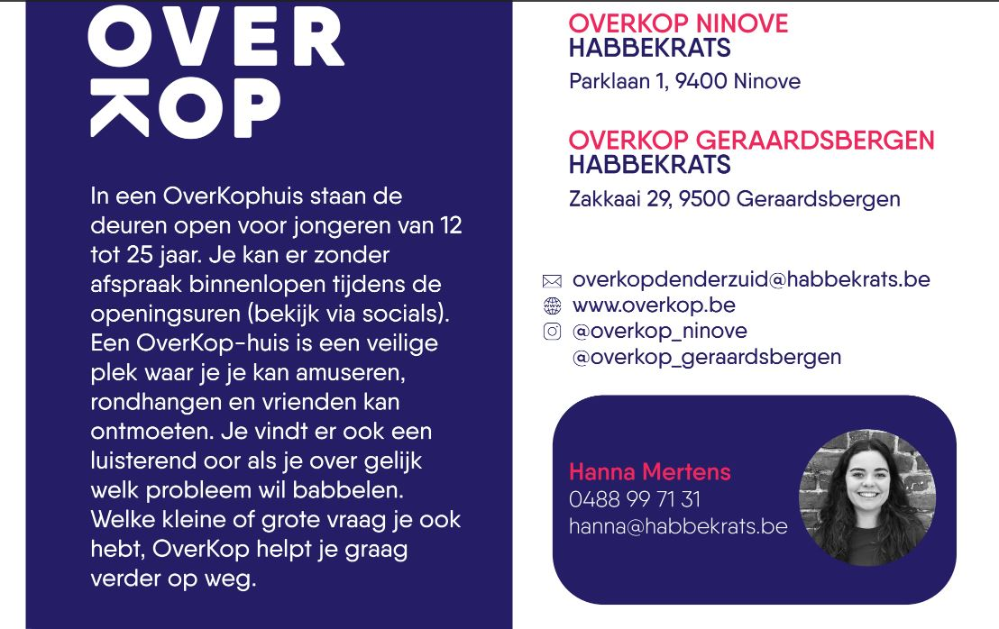 OVER
KOP
In een OverKophuis staan de
deuren open voor jongeren van 12
tot 25 jaar. Je kan er zonder
afspraak binnenlopen tijdens de
openingsuren (bekijk via socials).
Een OverKop-huis is een veilige
plek waar je je kan amuseren,
rondhangen en vrienden kan
ontmoeten. Je vindt er ook een
luisterend oor als je over gelijk
welk probleem wil babbelen.
Welke kleine of grote vraag je ook
hebt, OverKop helpt je graag
verder op weg.
OVERKOP NINOVE
HABBEKRATS
Parklaan 1, 9400 Ninove
OVERKOP GERAARDSBERGEN
HABBEKRATS
Zakkaai 29, 9500 Geraardsbergen
overkopdenderzuid@habbekrats.be
www.overkop.be
@overkop_ninove
@overkop_geraardsbergen
Hanna Mertens
0488 99 71 31
hanna@habbekrats.be